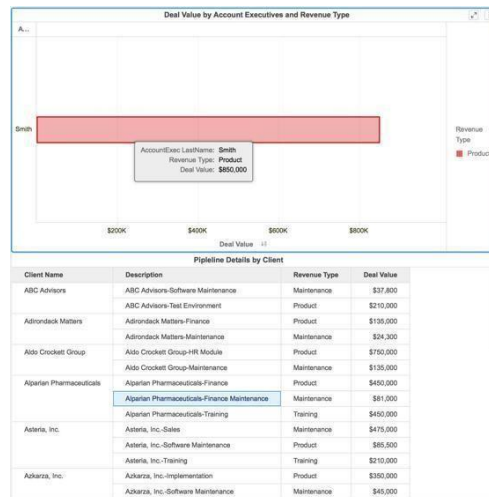 Deal Value by Account Executives and Revenue Type
A...
Smith
AccountExec LastName: Smith
Revenue Type: Product
Deal Value: $850,000
Revenue
Type
Produc
$200K $400K $600K $800K
Deal Value
Pipleline Details by Client
Client Name Description Revenue Type Deal Value
ABC Advisors ABC Advisors-Software Maintenance Maintenance $37,800
ABC Advisors-Test Environment Product $210,000
Adirondack Matters Adirondack Matters-Finance Product $135,000
Adirondack Matters-Maintenance Maintenance $24,300
Aldo Crockett Group Aldo Crockett Group-HR Module Product $750,000
Aldo Crockett Group-Maintenance Maintenance $135,000
Alparian Pharmaceuticals Alparian Pharmaceuticals-Finance Product $450,000
Alparian Pharmaceuticals-Finance Maintenance Maintenance $81,000
Alparian Pharmaceuticals-Training Training $450,000
Asteria, Inc. Asteria, Inc.-Sales Maintenance $475,000
Asteria, Inc.-Software Maintenance Product $85,500
Asteria, Inc.-Training Training $210,000
Azkarza, Inc. Azkarza, Inc.-Implementation Product $350,000
Azkarza, Inc.-Software Maintenance Maintenance $45,000